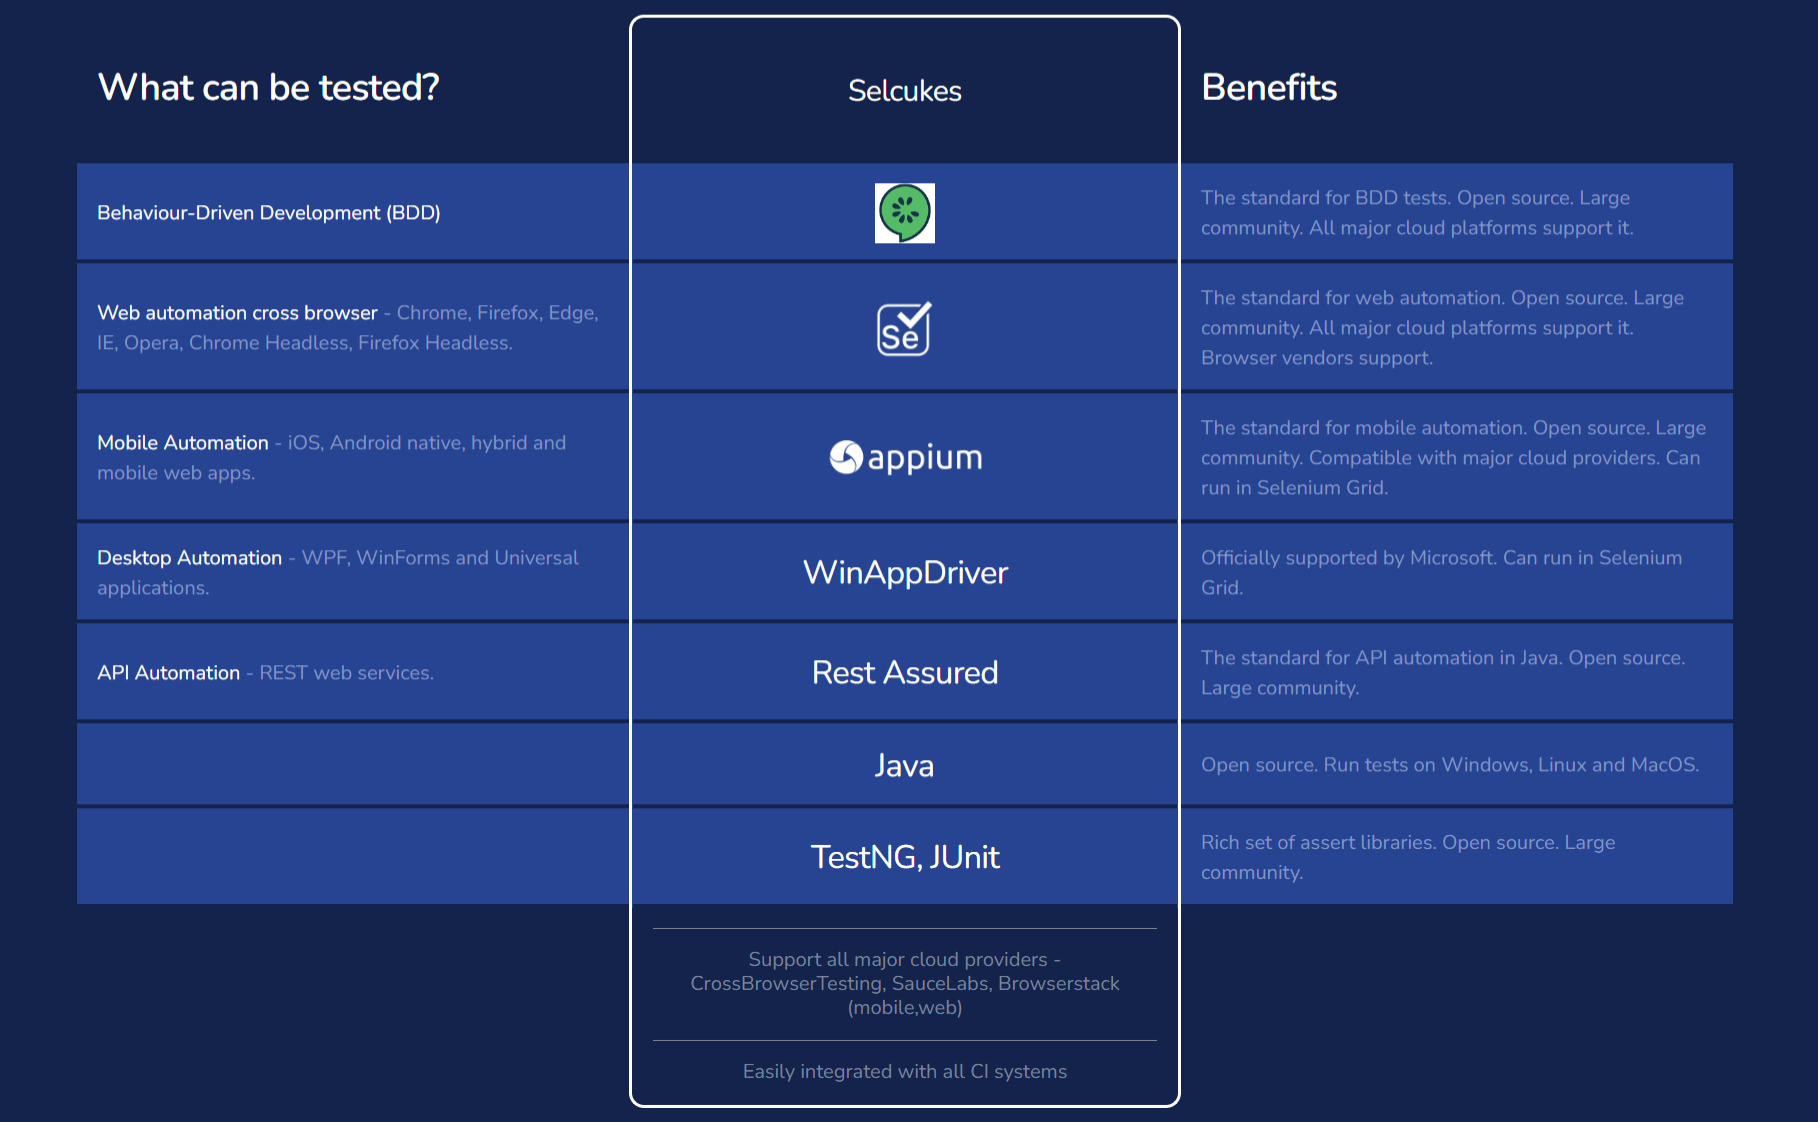 What can be tested?
Selcukes
Benefits
Behaviour-Driven Development (BDD)
The standard for BDD tests. Open source. Large
community. All major cloud platforms support it.
Web automation cross browser - Chrome, Firefox, Edge,
IE, Opera, Chrome Headless, Firefox Headless.
Se
The standard for web automation. Open source. Large
community. All major cloud platforms support it.
Browser vendors support.
Mobile Automation - iOS, Android native, hybrid and
mobile web apps.
appium
The standard for mobile automation. Open source. Large
community. Compatible with major cloud providers. Can
run in Selenium Grid.
Desktop Automation - WPF, WinForms and Universal
applications.
WinAppDriver
Officially supported by Microsoft. Can run in Selenium
Grid.
API Automation - REST web services.
Rest Assured
The standard for API automation in Java. Open source.
Large community.
Java
Open source. Run tests on Windows, Linux and MacOS.
TestNG, JUnit
Rich set of assert libraries. Open source. Large
community.
Support all major cloud providers -
CrossBrowserTesting, SauceLabs, Browserstack
(mobile,web)
Easily integrated with all CI systems